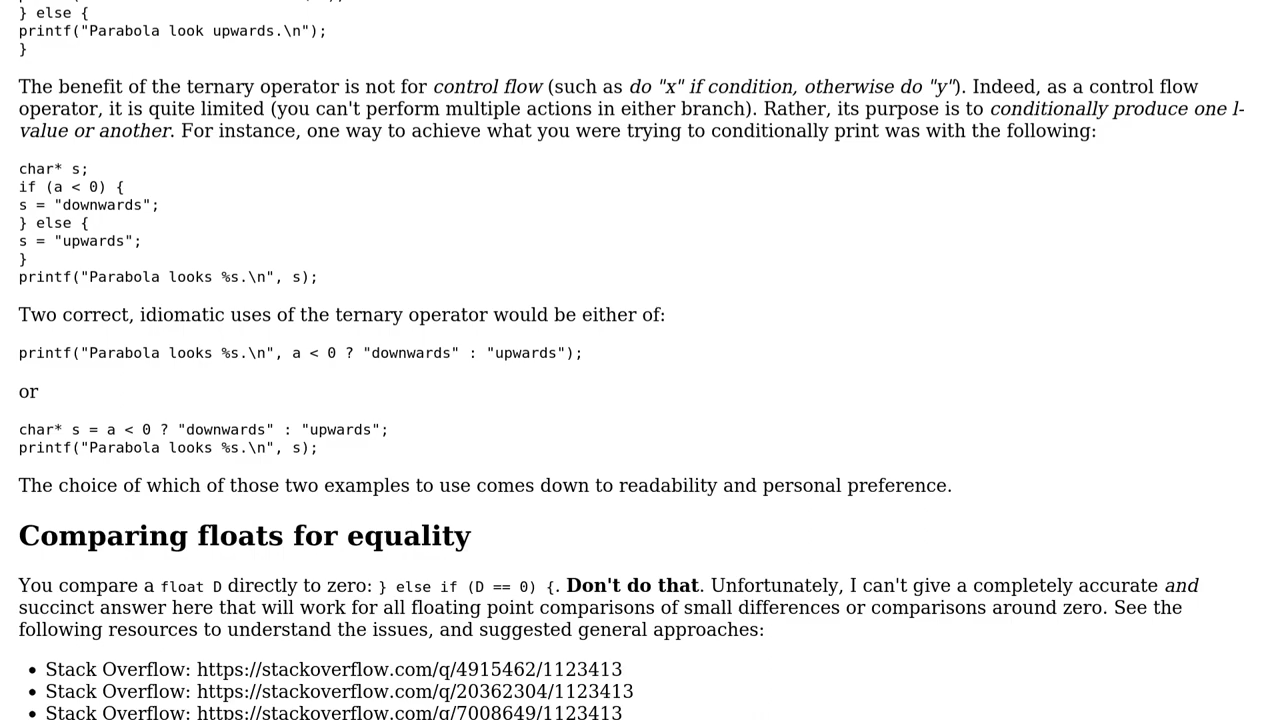 } else {
printf("Parabola look upwards.\n");
}
The benefit of the ternary operator is not for control flow (such as do "x" if condition, otherwise do "y"). Indeed, as a control flow
operator, it is quite limited (you can't perform multiple actions in either branch). Rather, its purpose is to conditionally produce one l-
value or another. For instance, one way to achieve what you were trying to conditionally print was with the following:
char* s;
if (a < 0) {
s = "downwards";
} else {
s = "upwards";
}
printf("Parabola looks %s.\n", s);
Two correct, idiomatic uses of the ternary operator would be either of:
printf("Parabola looks %s.\n", a < 0 ? "downwards" : "upwards");
or
char* s = a < 0 ? "downwards" : "upwards";
printf("Parabola looks %s.\n", s);
The choice of which of those two examples to use comes down to readability and personal preference.
Comparing floats for equality
You compare a float D directly to zero: } else if (D == 0) {. Don't do that. Unfortunately, I can't give a completely accurate and
succinct answer here that will work for all floating point comparisons of small differences or comparisons around zero. See the
following resources to understand the issues, and suggested general approaches:
• Stack Overflow: https://stackoverflow.com/q/4915462/1123413
• Stack Overflow: https://stackoverflow.com/q/20362304/1123413
• Stack Overflow: https://stackoverflow.com/q/7008649/1123413